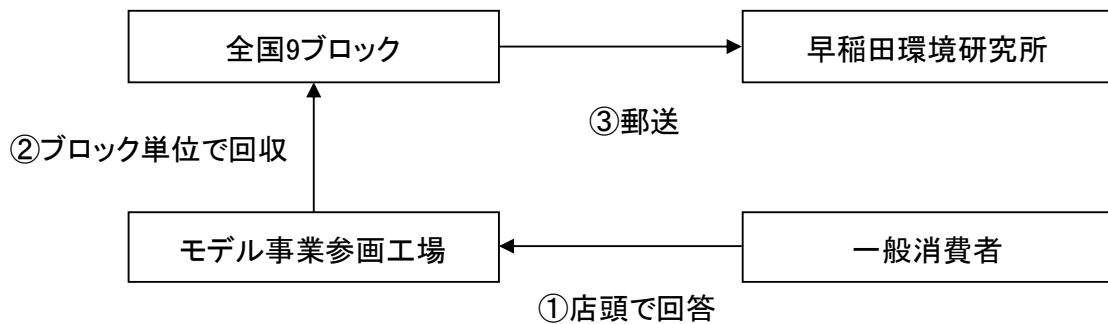 全国9ブロック
早稲田環境研究所
③郵送
②ブロック単位で回収
モデル事業参画工場
一般消費者
①店頭で回答